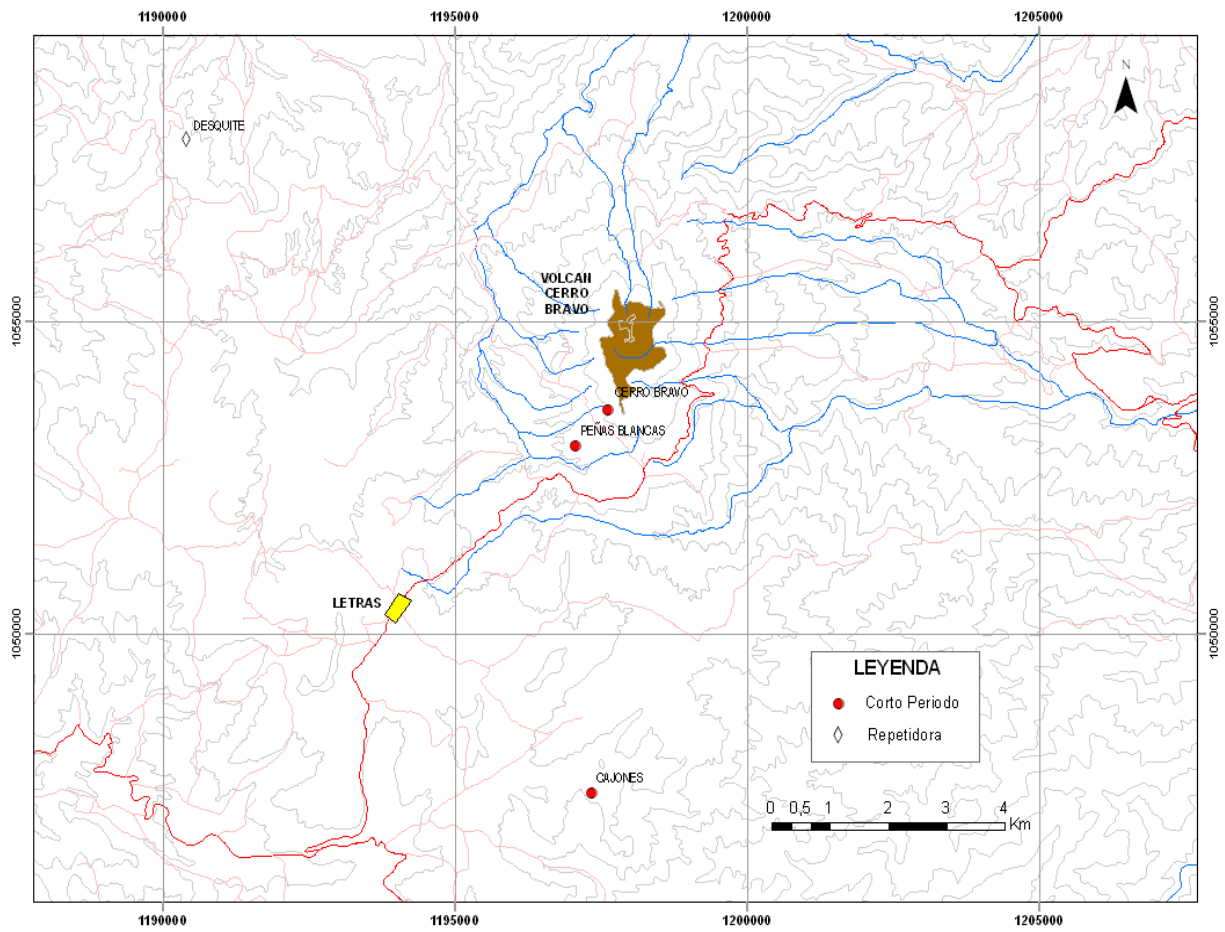 1190000
1195000
1200000
1205000
N
DESQUITE
VOLCAN
CERRO
BRAVO
1055000
1055000
CERRO BRAVO
PEÑAS BLANCAS
LETRAS
1050000
1050000
LEYENDA
Corto Periodo
Repetidora
CAJONES
0 0,5 1 2 3 4
Km
1190000
1195000
1200000
1205000